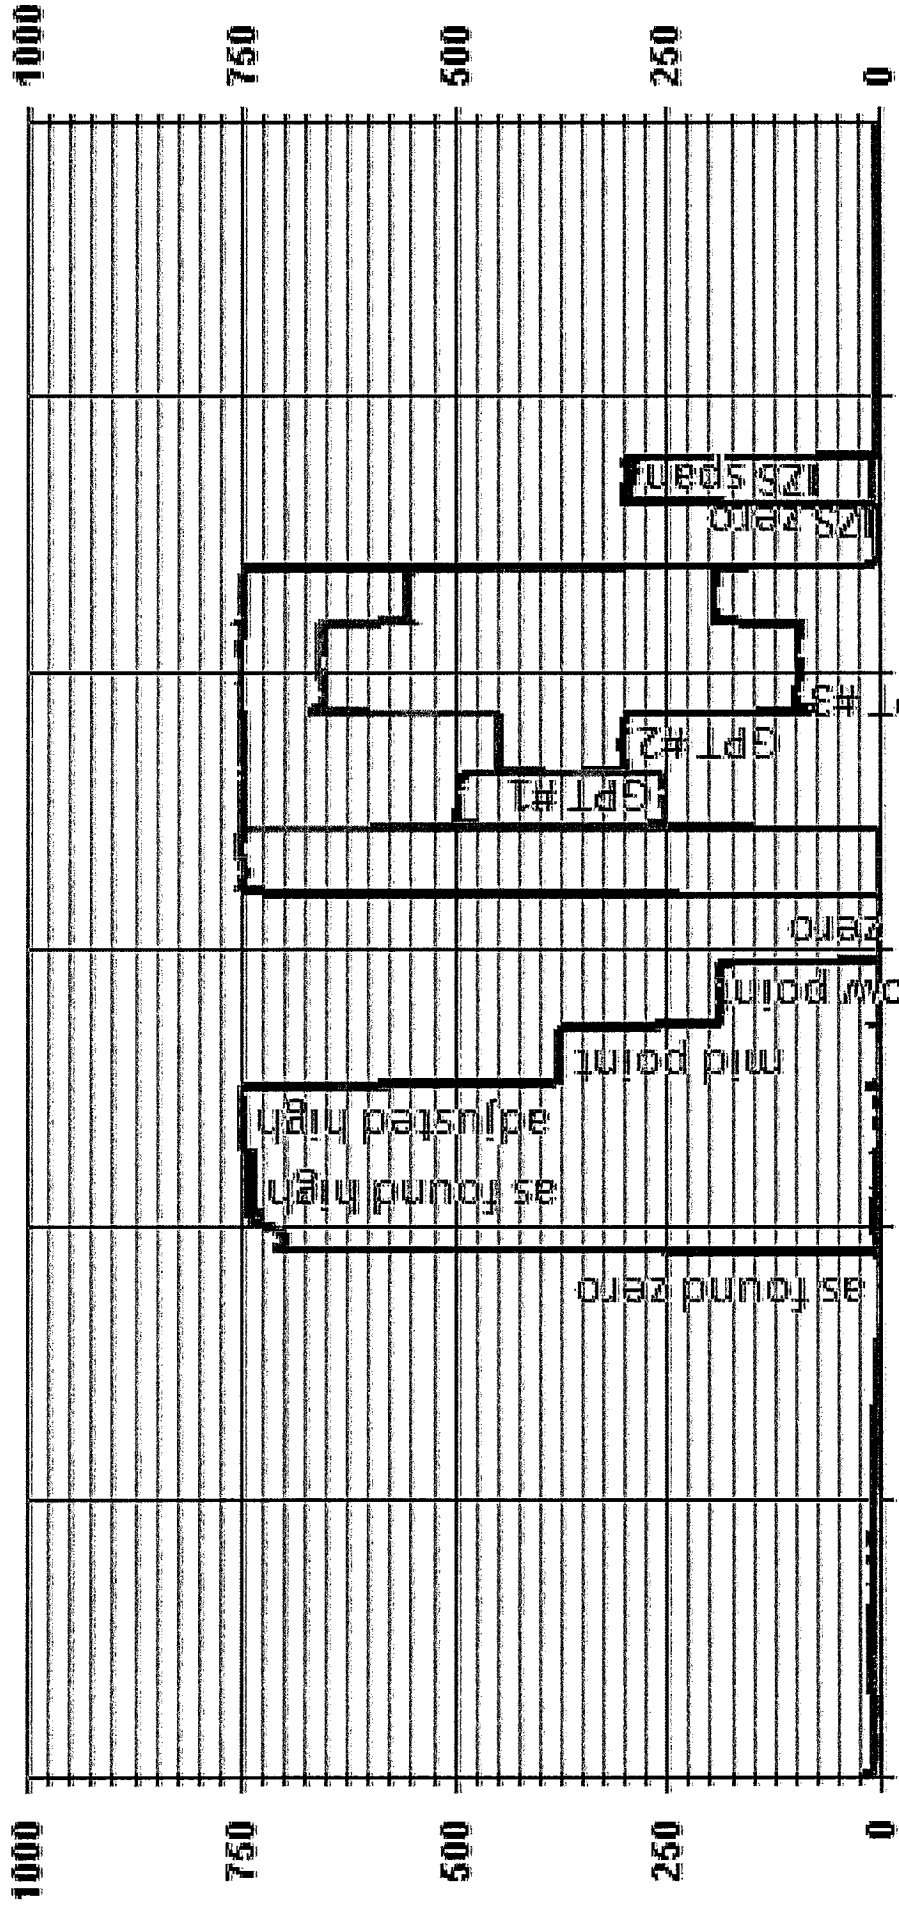 1000
750
500
250
0
IZS span
IZS zero
#3
GPT #2
GPT #1
zero
ow point
mid point
adjusted high
as found high
as found zero
1000
750
500
250
0